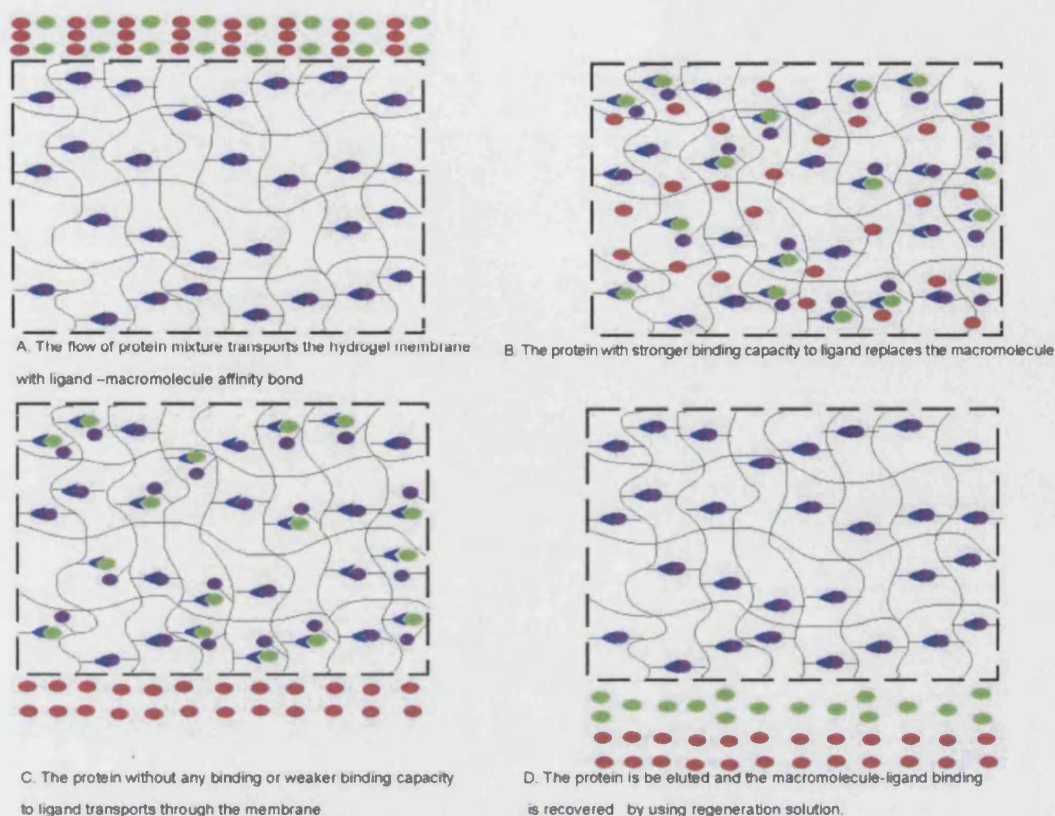 A. The flow of protein mixture transports the hydrogel membrane
with ligand –macromolecule affinity bond
B. The protein with stronger binding capacity to ligand replaces the macromolecule
C. The protein without any binding or weaker binding capacity
to ligand transports through the membrane
D. The protein is be eluted and the macromolecule-ligand binding
is recovered by using regeneration solution.